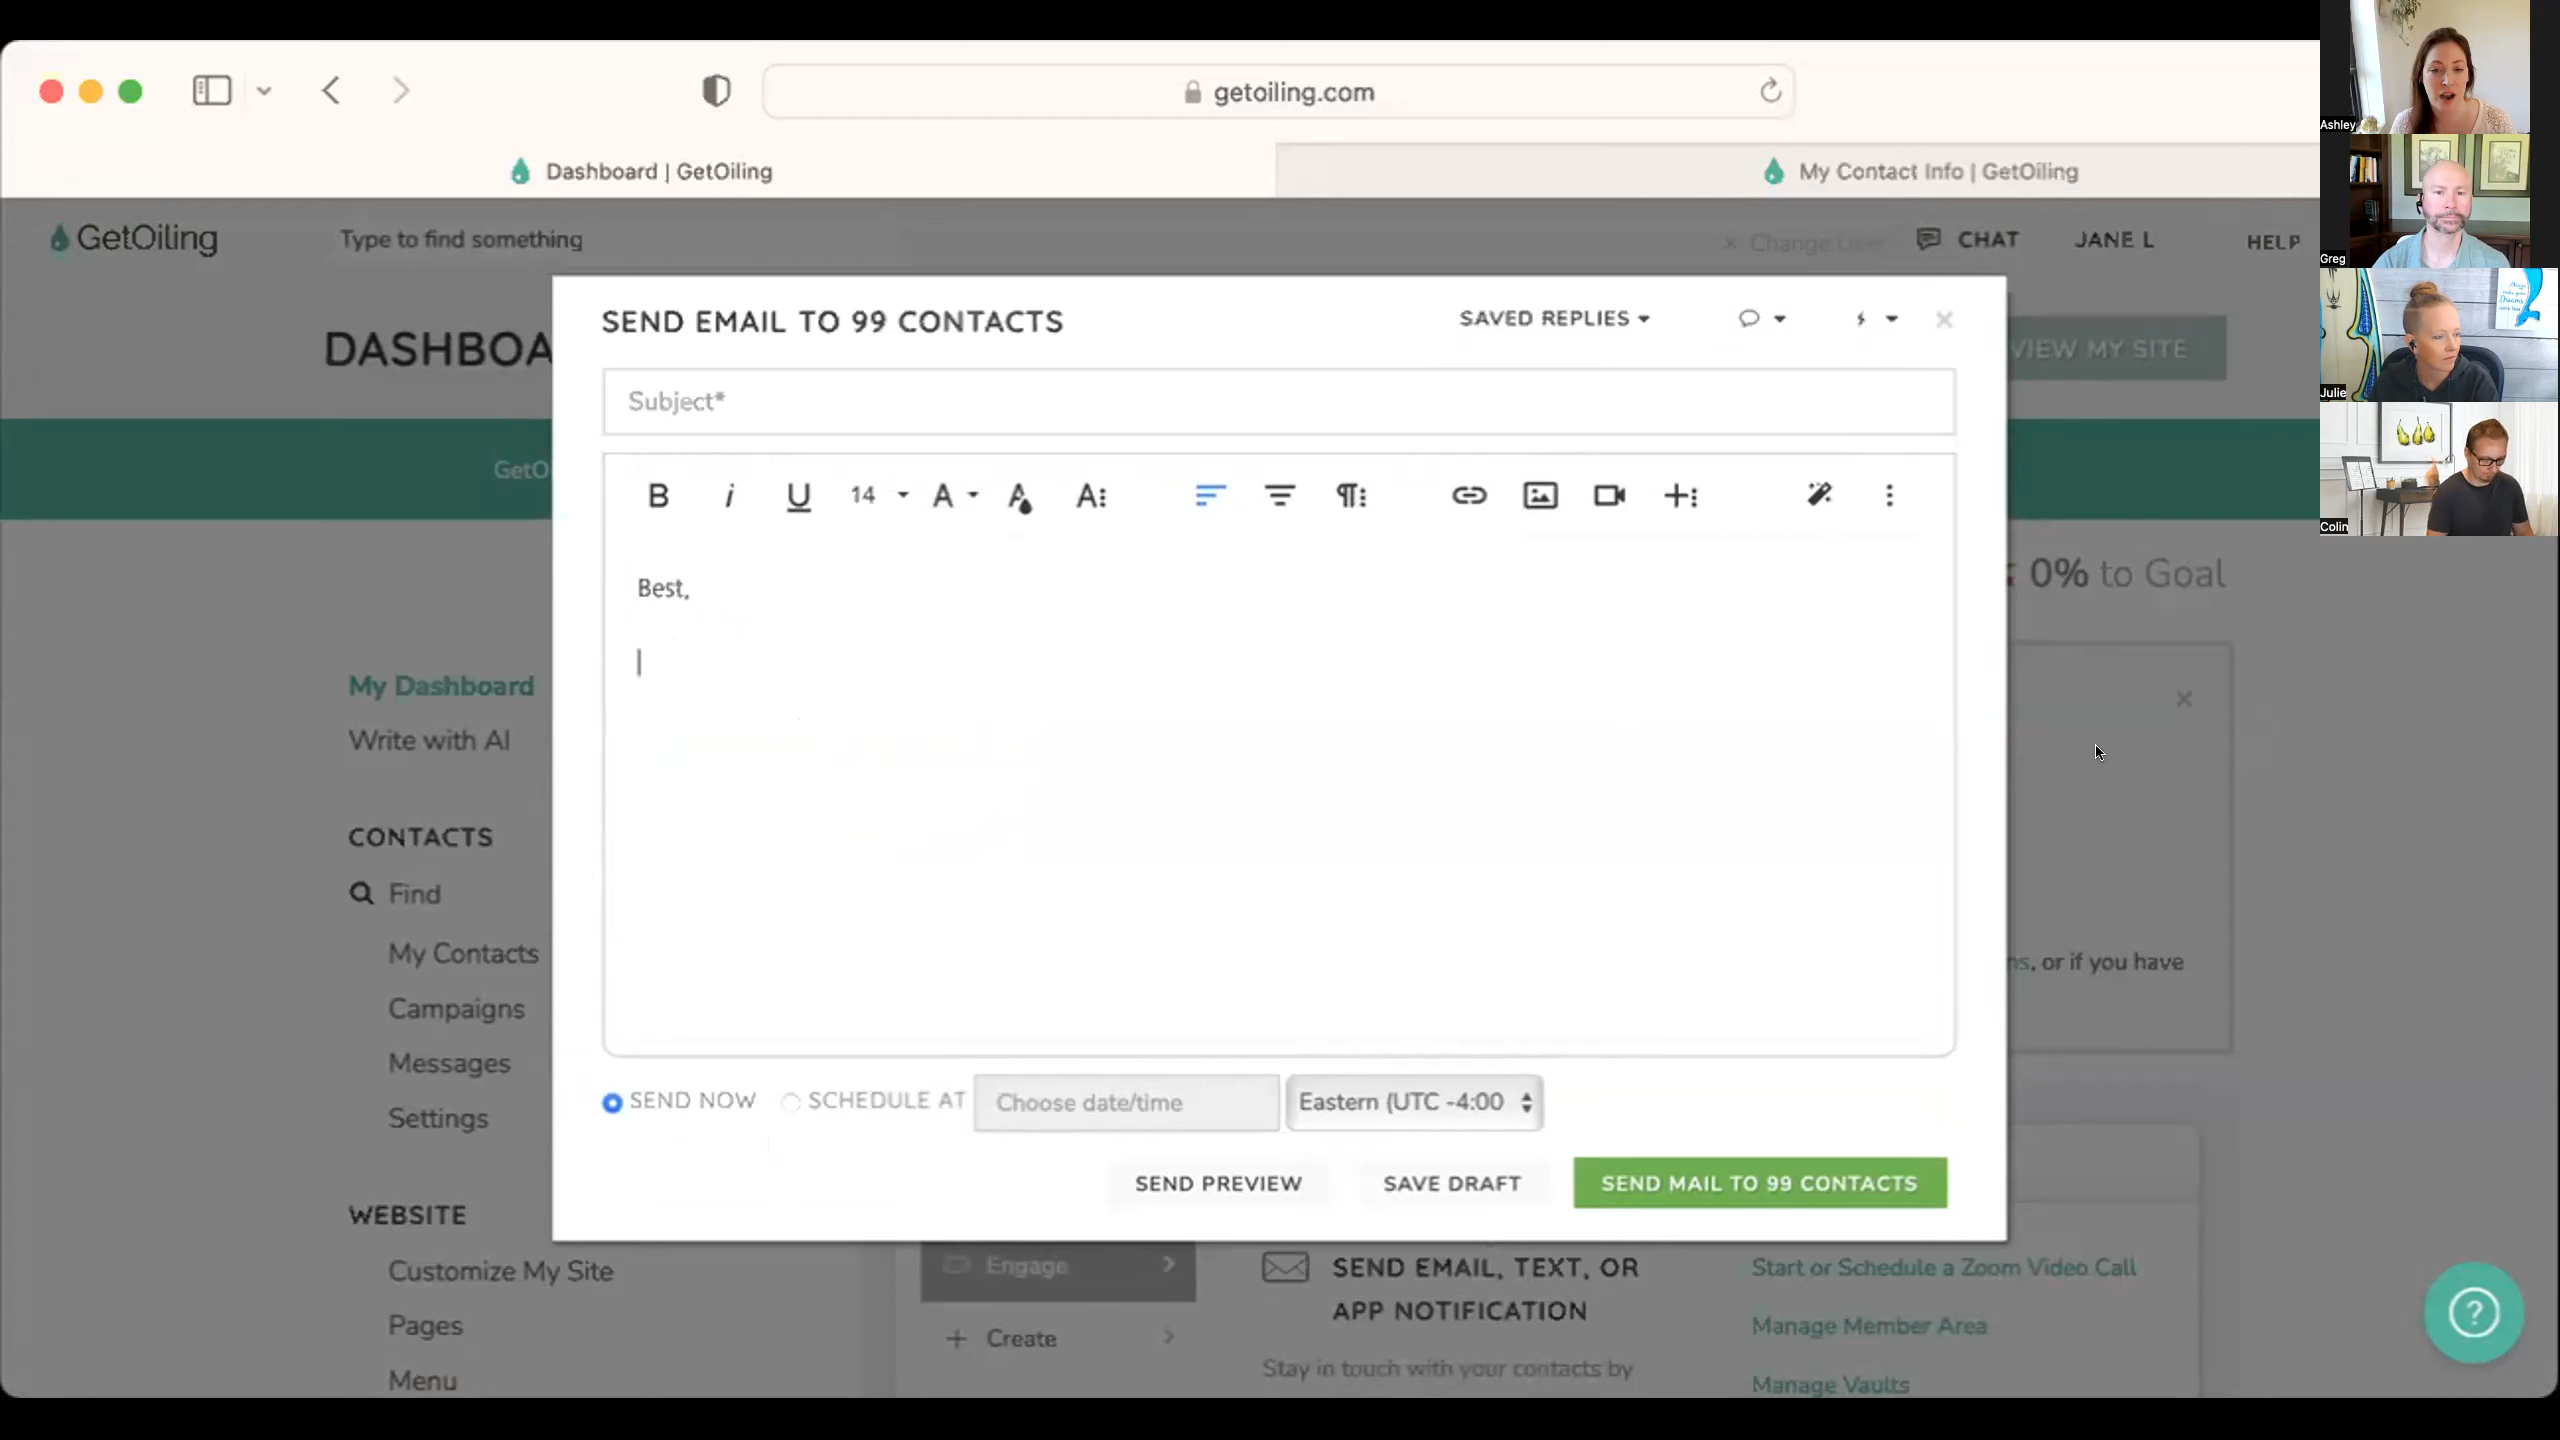 getoiling.com
Dashboard | GetOiling
My Contact Info | GetOiling
GetOiling
Type to find something
× Change User
CHAT
JANE L
HELP
DASHBOA
VIEW MY SITE
GetO
0% to Goal
SEND EMAIL TO 99 CONTACTS
SAVED REPLIES
Subject*
B i U 14 A A A
Best,
SEND NOW
SCHEDULE AT
Choose date/time
Eastern (UTC -4:00
SEND PREVIEW
SAVE DRAFT
SEND MAIL TO 99 CONTACTS
My Dashboard
Write with AI
CONTACTS
Find
My Contacts
Campaigns
Messages
Settings
WEBSITE
Customize My Site
Pages
Menu
ns, or if you have
Engage
+ Create
SEND EMAIL, TEXT, OR
APP NOTIFICATION
Stay in touch with your contacts by
Start or Schedule a Zoom Video Call
Manage Member Area
Manage Vaults
?
Ashley
Greg
Julie
Colin